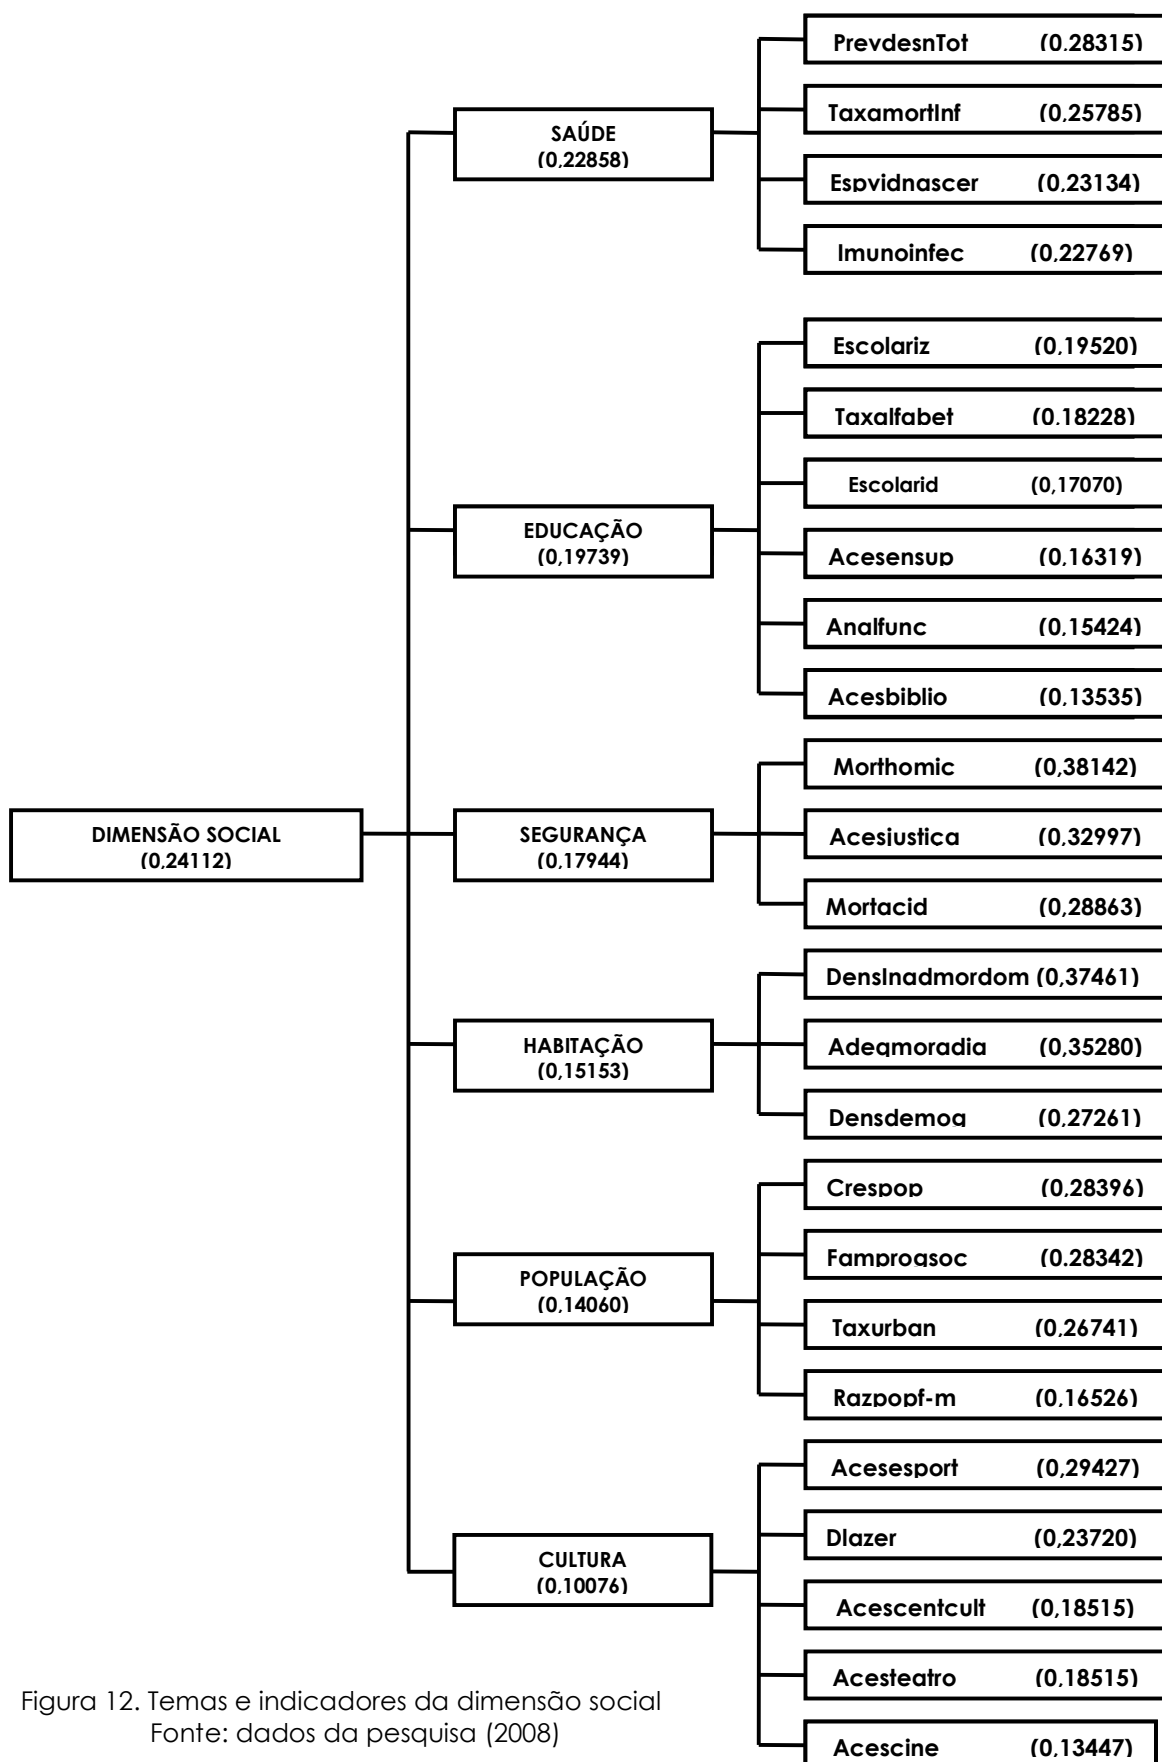 PrevdesnTot (0,28315)
TaxamortInf (0,25785)
SAÚDE
(0,22858)
Espvidnascer (0,23134)
Imunoinfec (0,22769)
Escolariz (0,19520)
Taxalfabet (0,18228)
Escolarid (0,17070)
EDUCAÇÃO
(0,19739)
Acesensup (0,16319)
Analfunc (0,15424)
Acesbiblio (0,13535)
Morthomic (0,38142)
DIMENSÃO SOCIAL
(0,24112)
SEGURANÇA
(0,17944)
Acesjustica (0,32997)
Mortacid (0,28863)
DensInadmordom (0,37461)
HABITAÇÃO
(0,15153)
Adeqmoradia (0,35280)
Densdemog (0,27261)
Crespop (0,28396)
Famprogsoc (0,28342)
POPULAÇÃO
(0,14060)
Taxurban (0,26741)
Razpopf-m (0,16526)
Acesesport (0,29427)
Dlazer (0,23720)
CULTURA
(0,10076)
Acescentcult (0,18515)
Acesteatro (0,18515)
Acescine (0,13447)
Figura 12. Temas e indicadores da dimensão social
Fonte: dados da pesquisa (2008)